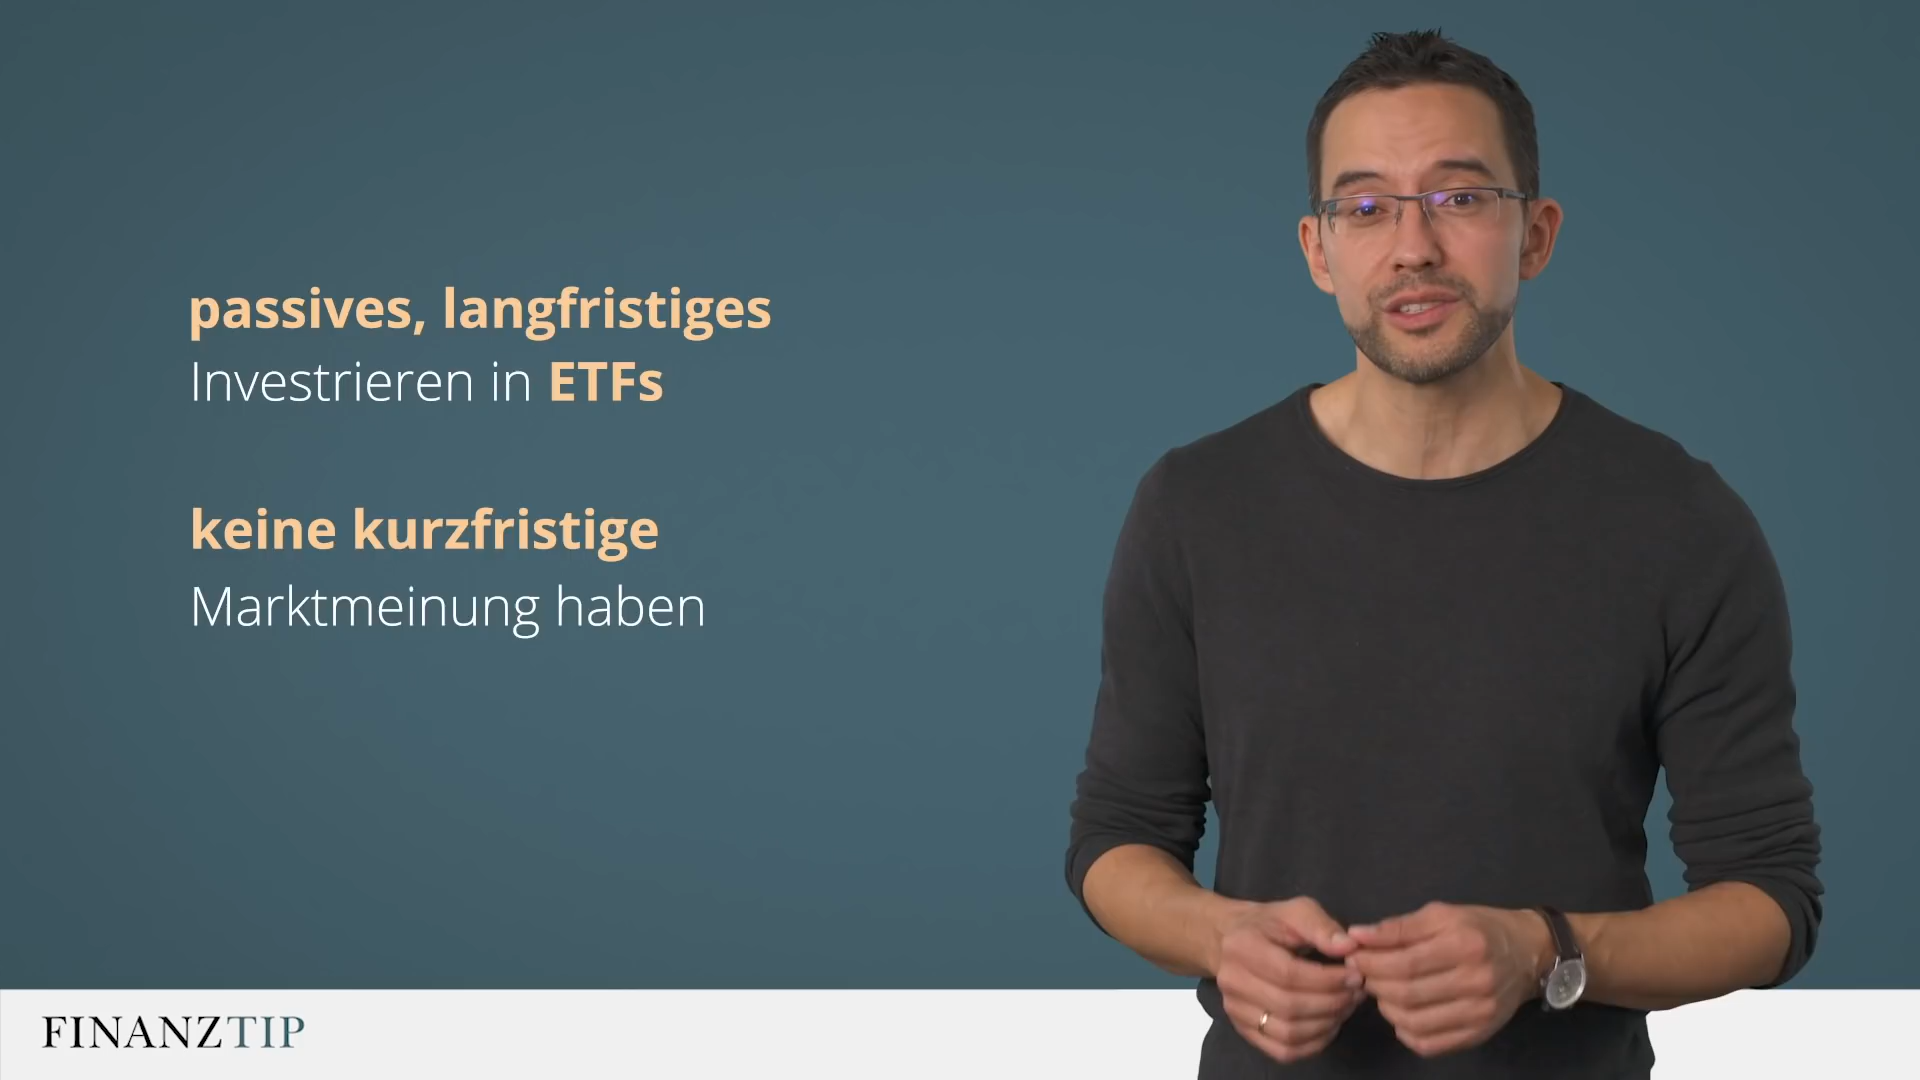 passives, langfristiges
Investrieren in ETFs
keine kurzfristige
Marktmeinung haben
FINANZTIP